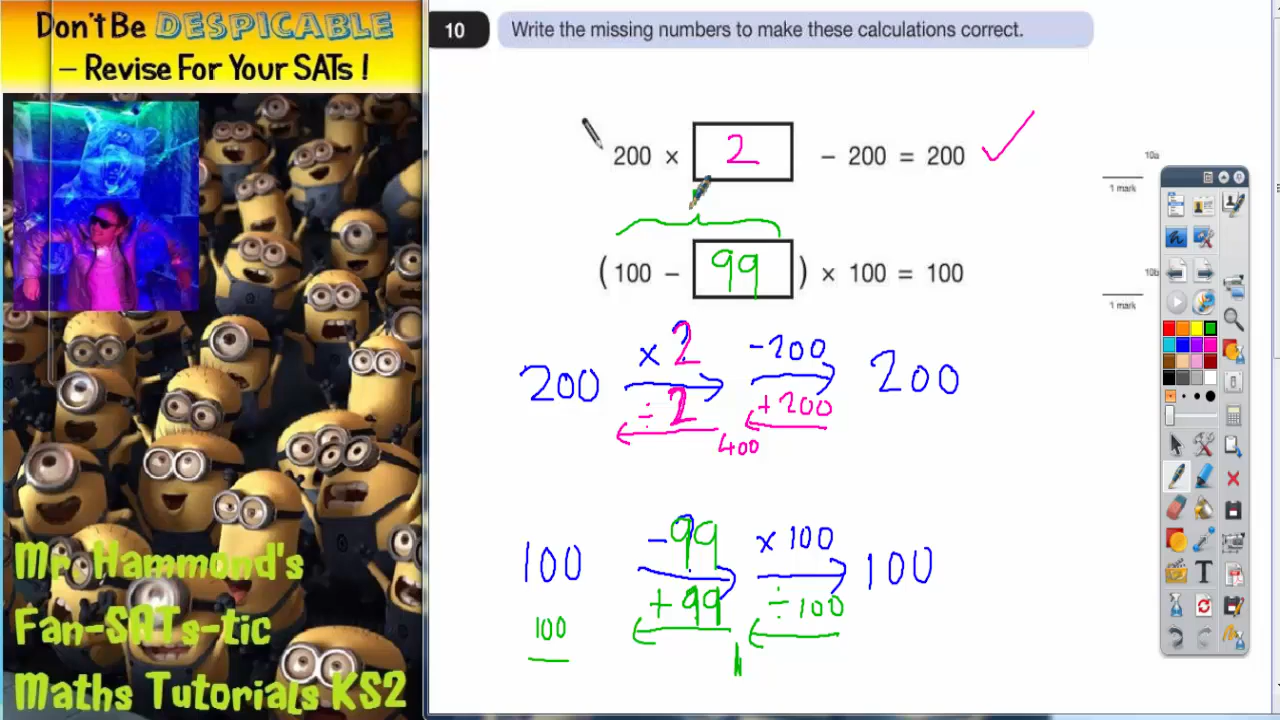 Don't Be DESPICABLE
– Revise For Your SATs !
10 Write the missing numbers to make these calculations correct.
200 × 2 – 200 = 200 ✓
10a
1 mark
(100 – 99) × 100 = 100
10b
1 mark
× 2 -200
200 200
÷ 2 +200
400
-99 × 100
100 100
+ 99 ÷100
100
1
Mr Hammond's
Fan-SATs-tic
Maths Tutorials KS2
T